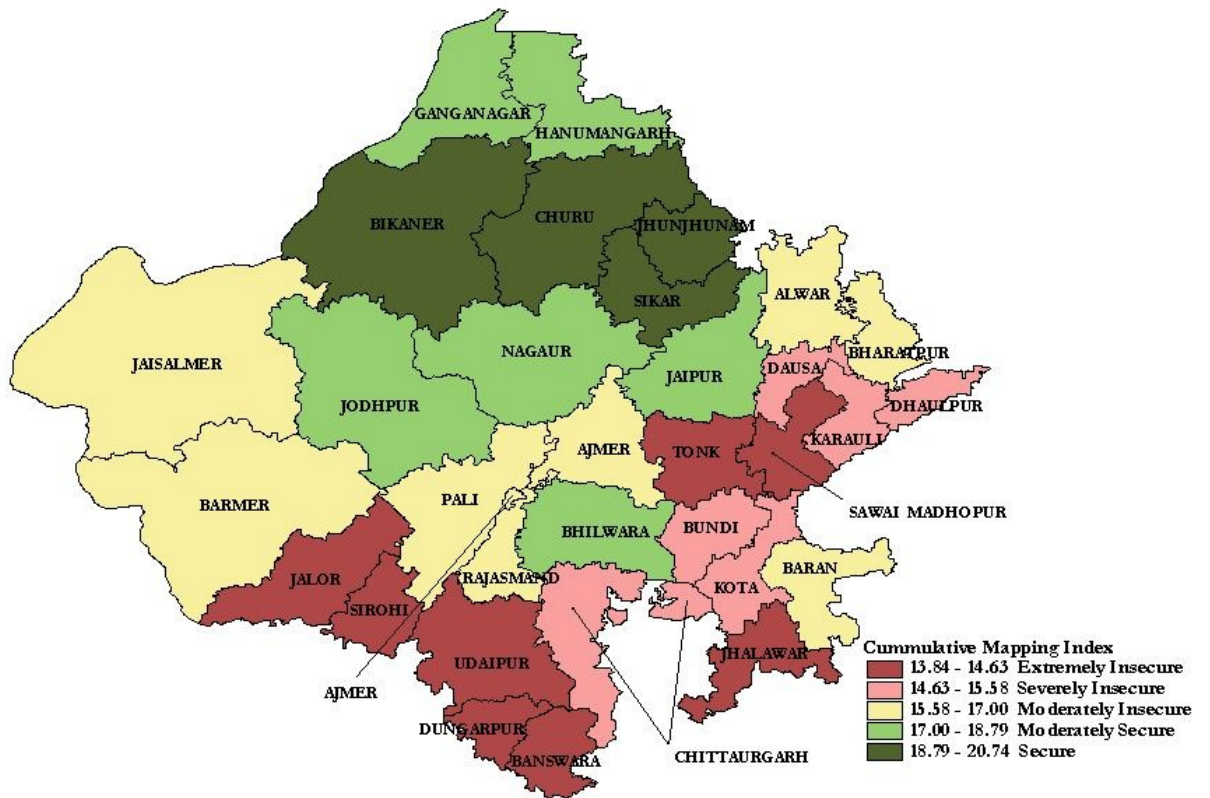 GANGANAGAR
HANUMANGARH
BIKANER
CHURU
JHUNJHUNAM
SIKAR
ALWAR
JAISALMER
NAGAUR
BHARATPUR
DAUSA
JAIPUR
JODHPUR
DHAULPUR
KARAULI
AJMER
TONK
BARMER
PALI
SAWAI MADHOPUR
BHILWARA
BUNDI
BARAN
JALOR
RAJASMAND
KOTA
SIROHI
JHALAWAR
UDAIPUR
AJMER
DUNGARPUR
BANSWARA
CHITTAURGARH
Cummulative Mapping Index
13.84 - 14.63 Extremely Insecure
14.63 - 15.58 Severely Insecure
15.58 - 17.00 Moderately Insecure
17.00 - 18.79 Moderately Secure
18.79 - 20.74 Secure